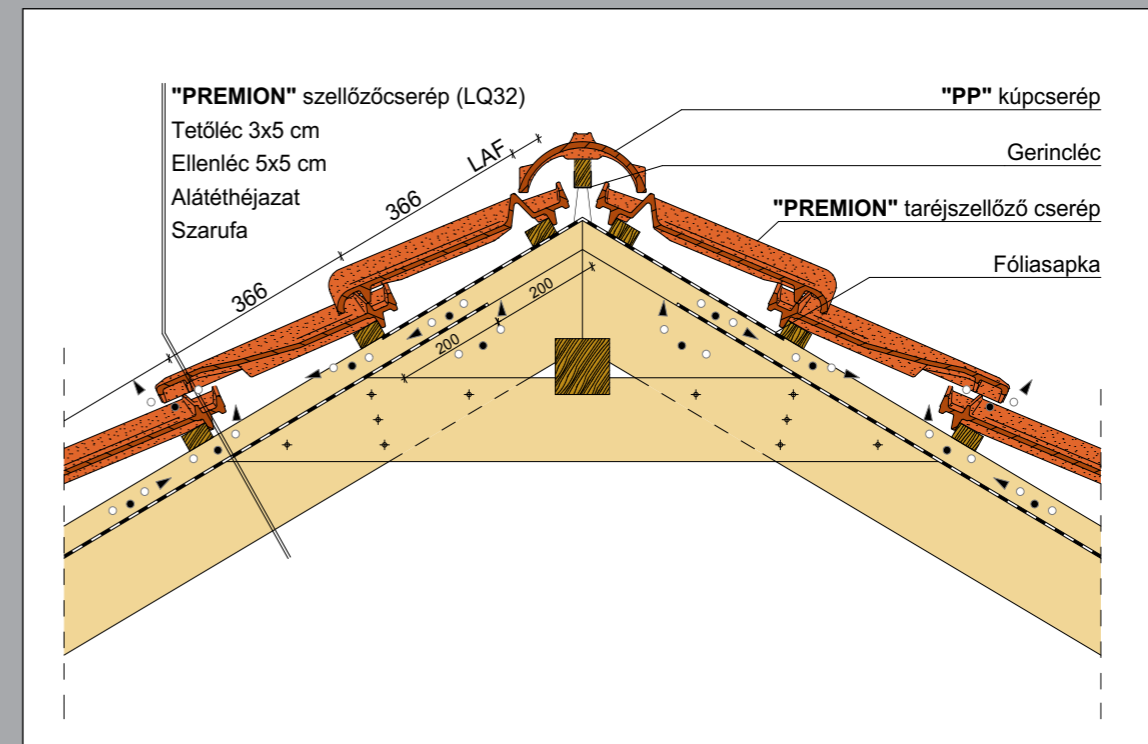 "PREMION" szellőzőcserép (LQ32)
Tetőléc 3x5 cm
Ellenléc 5x5 cm
Alátéthéjazat
Szarufa
"PP" kúpcserép
Gerincléc
"PREMION" taréjszellőző cserép
Fóliasapka
LAF
366
366
200
200